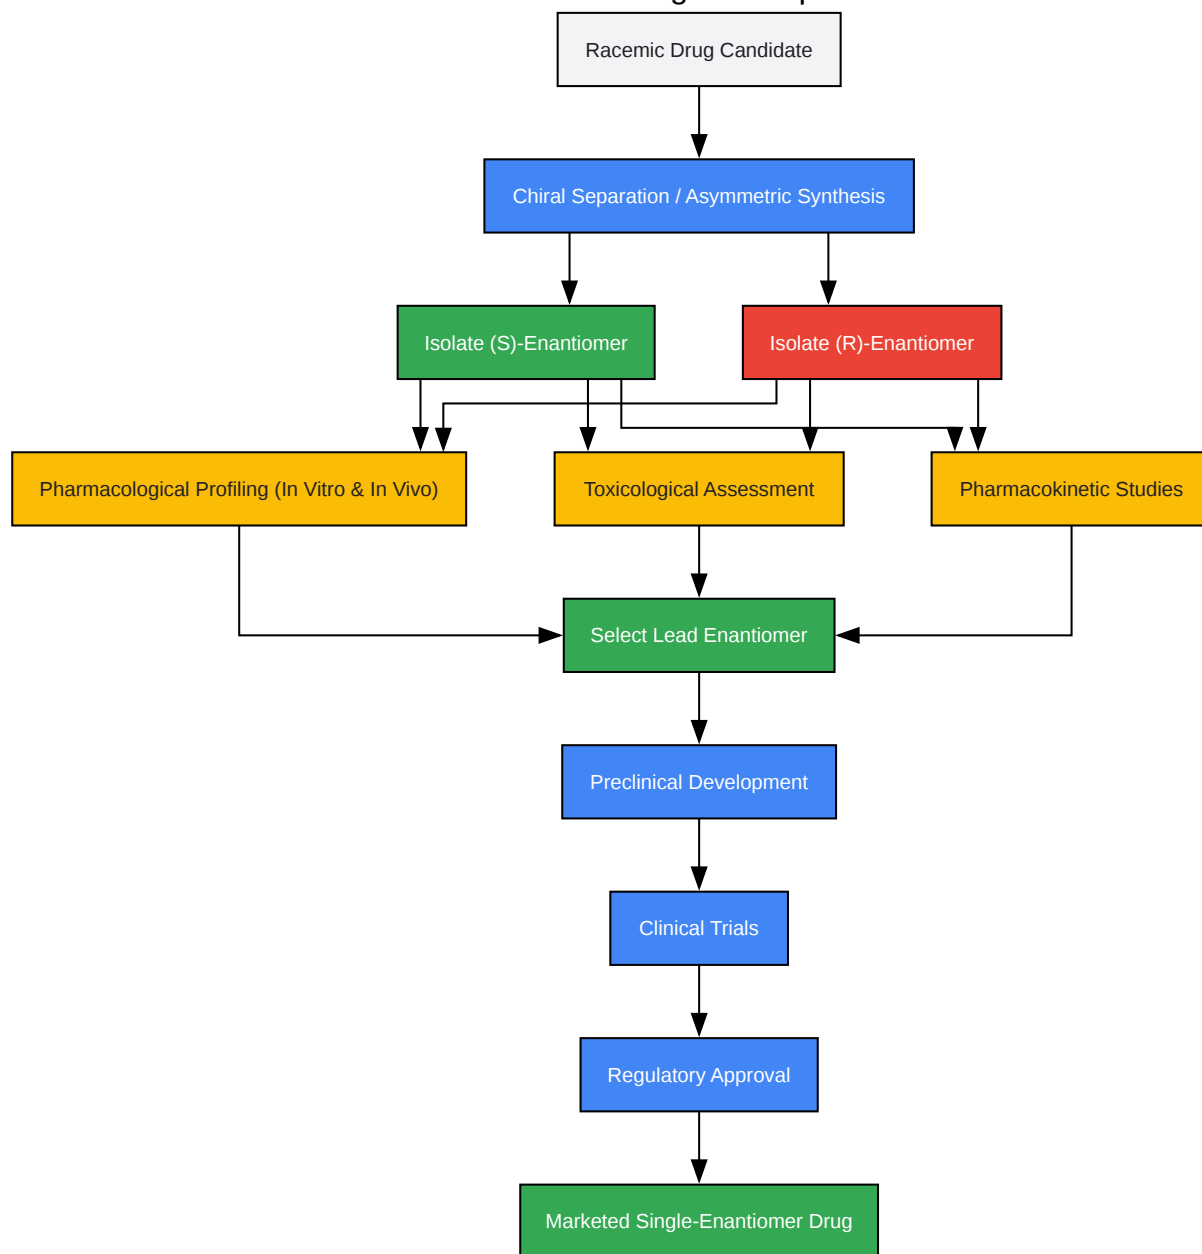 Racemic Drug Candidate
Chiral Separation / Asymmetric Synthesis
Isolate (S)-Enantiomer
Isolate (R)-Enantiomer
Pharmacological Profiling (In Vitro & In Vivo)
Toxicological Assessment
Pharmacokinetic Studies
Select Lead Enantiomer
Preclinical Development
Clinical Trials
Regulatory Approval
Marketed Single-Enantiomer Drug